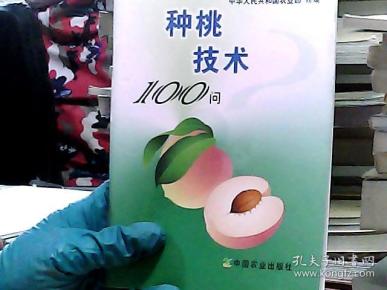 中华人民共和国农业部
种桃
技术
100问
中国农业出版社
孔夫子旧书网